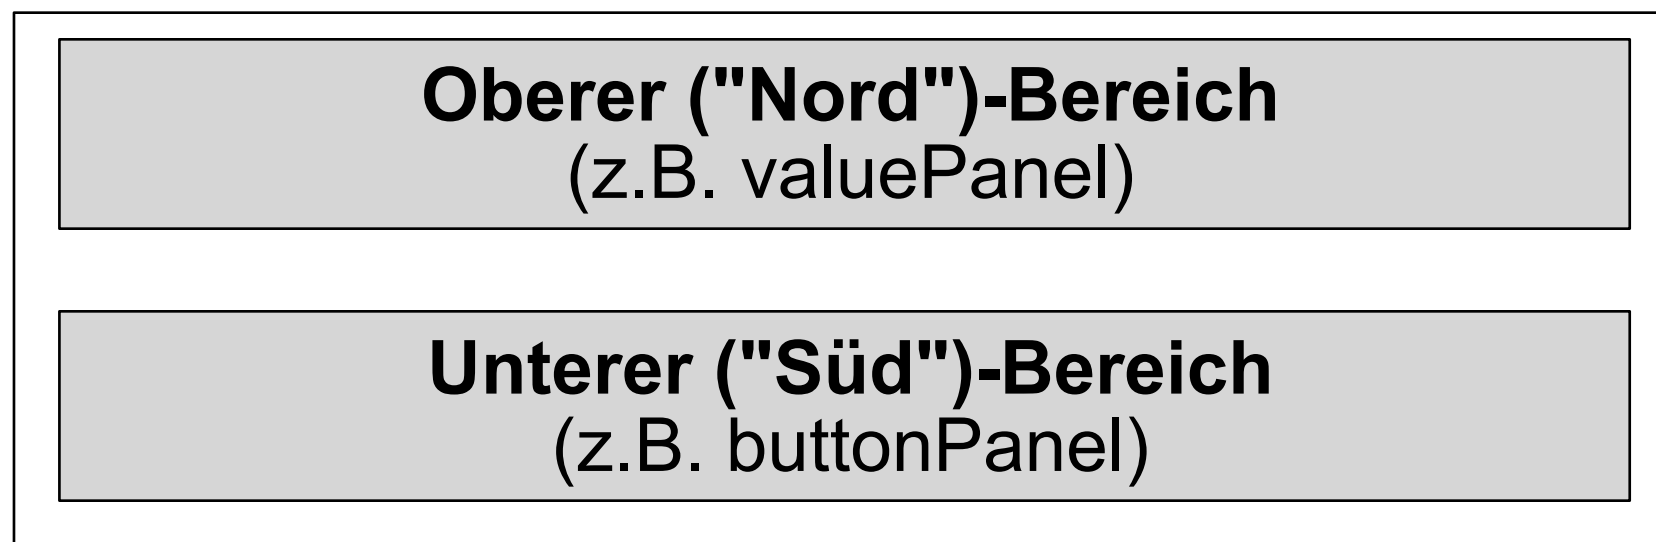 Oberer ("Nord")-Bereich
(z.B. valuePanel)
Unterer ("Süd")-Bereich
(z.B. buttonPanel)